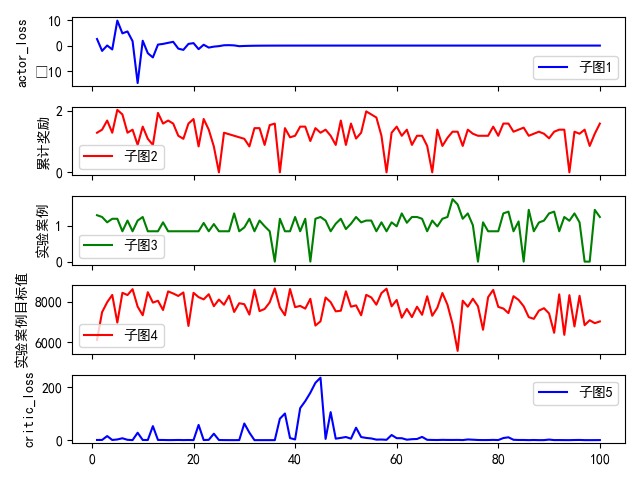 actor_loss
10
0
□10
子图1
累计奖励
2
0
子图2
实验案例
1
0
子图3
实验案例目标值
8000
6000
子图4
critic_loss
200
0
子图5
0 20 40 60 80 100